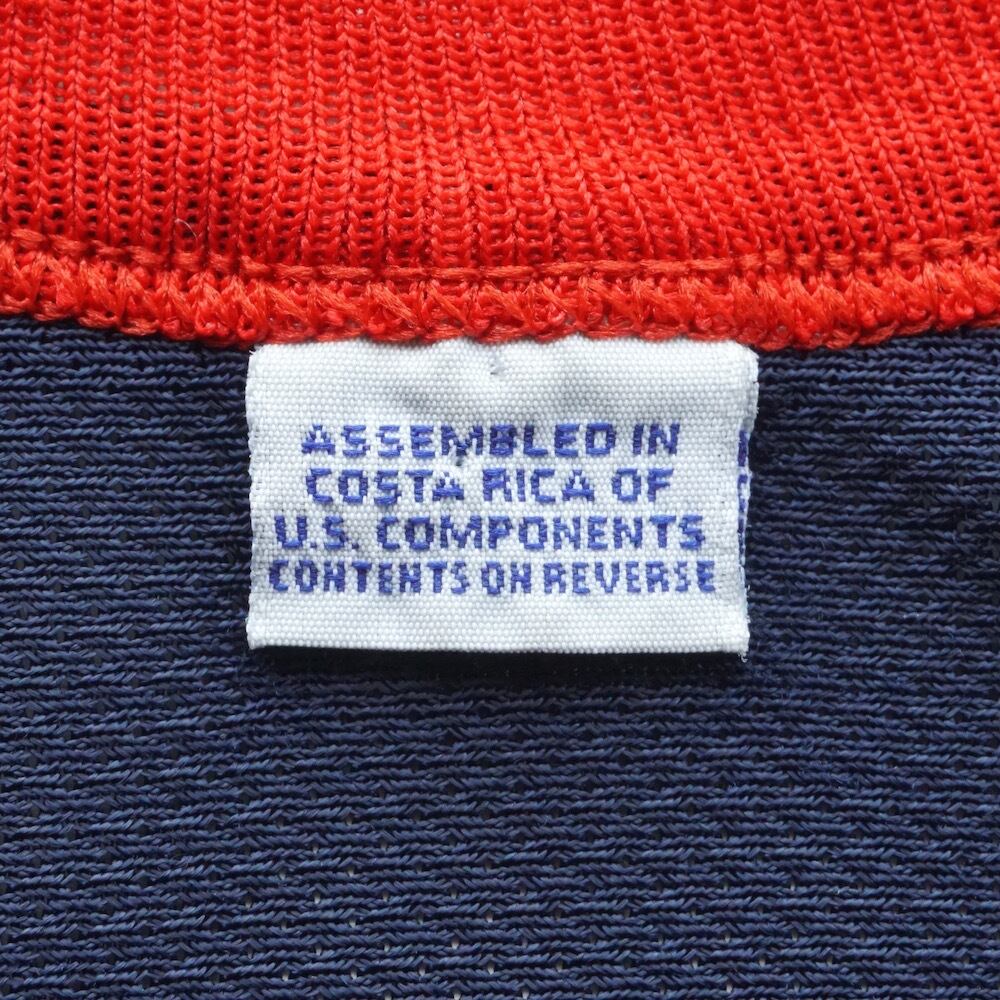 ASSEMBLED IN
COSTA RICA OF
U.S. COMPONENTS
CONTENTS ON REVERSE